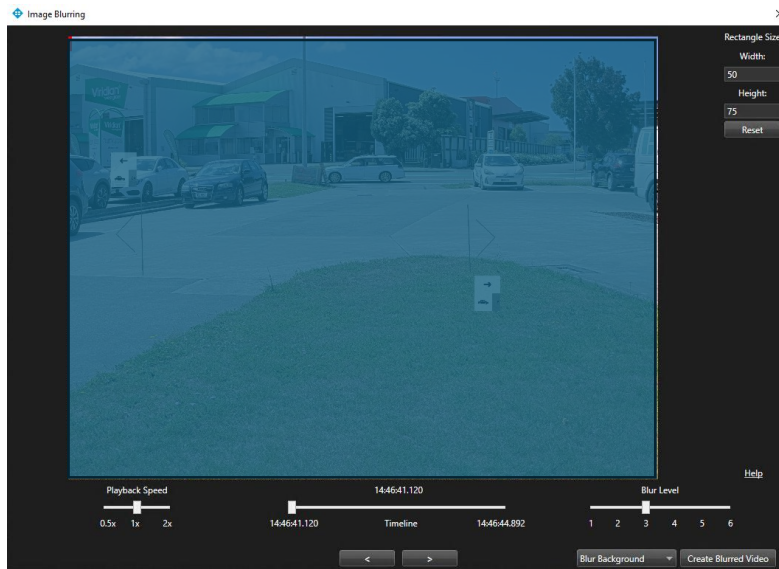 Image Blurring
Rectangle Size
Width:
50
Height:
75
Reset
Help
Playback Speed
0.5x 1x 2x
14:46:41.120
14:46:41.120 Timeline 14:46:44.892
Blur Level
1 2 3 4 5 6
< >
Blur Background
Create Blurred Video